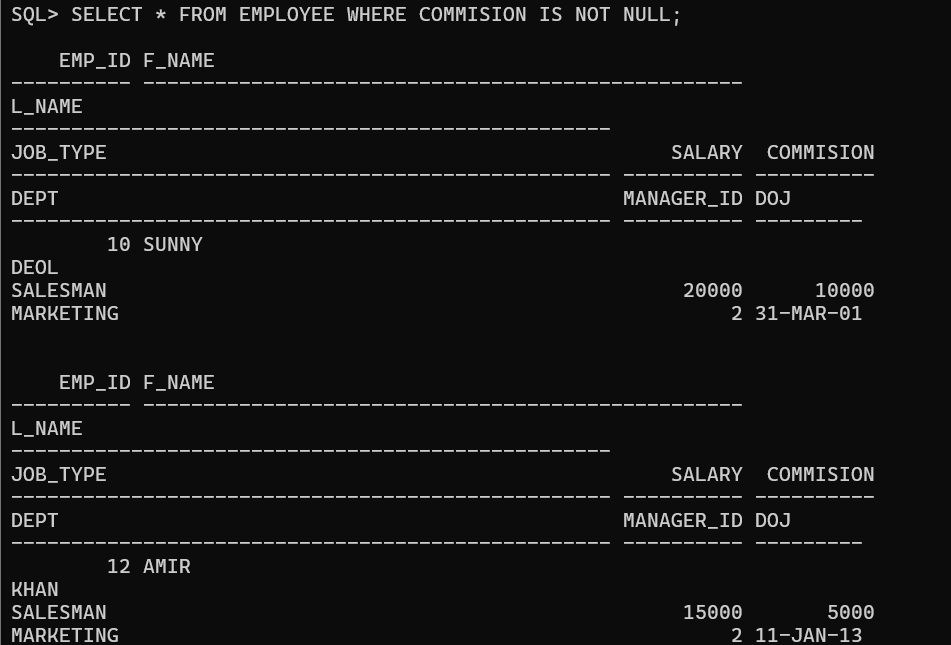 SQL> SELECT * FROM EMPLOYEE WHERE COMMISION IS NOT NULL;
    EMP_ID F_NAME
---------- --------------------------------------------------
L_NAME
--------------------------------------------------
JOB_TYPE                                               SALARY  COMMISION
-------------------------------------------------- ---------- ----------
DEPT                                               MANAGER_ID DOJ
-------------------------------------------------- ---------- ---------
        10 SUNNY
DEOL
SALESMAN                                                20000      10000
MARKETING                                                   2 31-MAR-01
    EMP_ID F_NAME
---------- --------------------------------------------------
L_NAME
--------------------------------------------------
JOB_TYPE                                               SALARY  COMMISION
-------------------------------------------------- ---------- ----------
DEPT                                               MANAGER_ID DOJ
-------------------------------------------------- ---------- ---------
        12 AMIR
KHAN
SALESMAN                                                15000       5000
MARKETING                                                   2 11-JAN-13